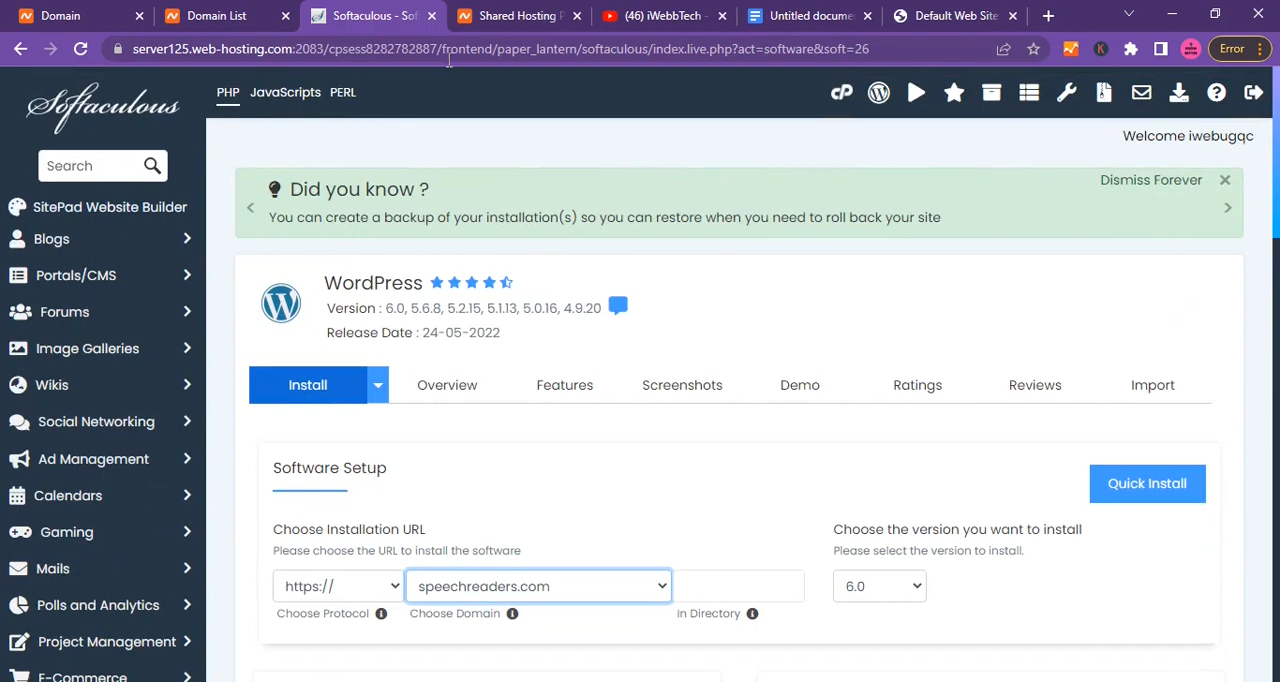 Domain
Domain List
Softaculous - Sof
Shared Hosting P
(46) iWebbTech -
Untitled docume
Default Web Site
server125.web-hosting.com:2083/cpsess8282782887/frontend/paper_lantern/softaculous/index.live.php?act=software&soft=26
K
Error
Softaculous
PHP
JavaScripts
PERL
cP
Welcome iwebugqc
Search
Did you know ?
Dismiss Forever
You can create a backup of your installation(s) so you can restore when you need to roll back your site
SitePad Website Builder
Blogs
Portals/CMS
Forums
Image Galleries
Wikis
Social Networking
Ad Management
Calendars
Gaming
Mails
Polls and Analytics
Project Management
E-Commerce
WordPress
Version : 6.0, 5.6.8, 5.2.15, 5.1.13, 5.0.16, 4.9.20
Release Date : 24-05-2022
Install
Overview
Features
Screenshots
Demo
Ratings
Reviews
Import
Software Setup
Quick Install
Choose Installation URL
Please choose the URL to install the software
https://
speechreaders.com
Choose Protocol
Choose Domain
In Directory
Choose the version you want to install
Please select the version to install.
6.0